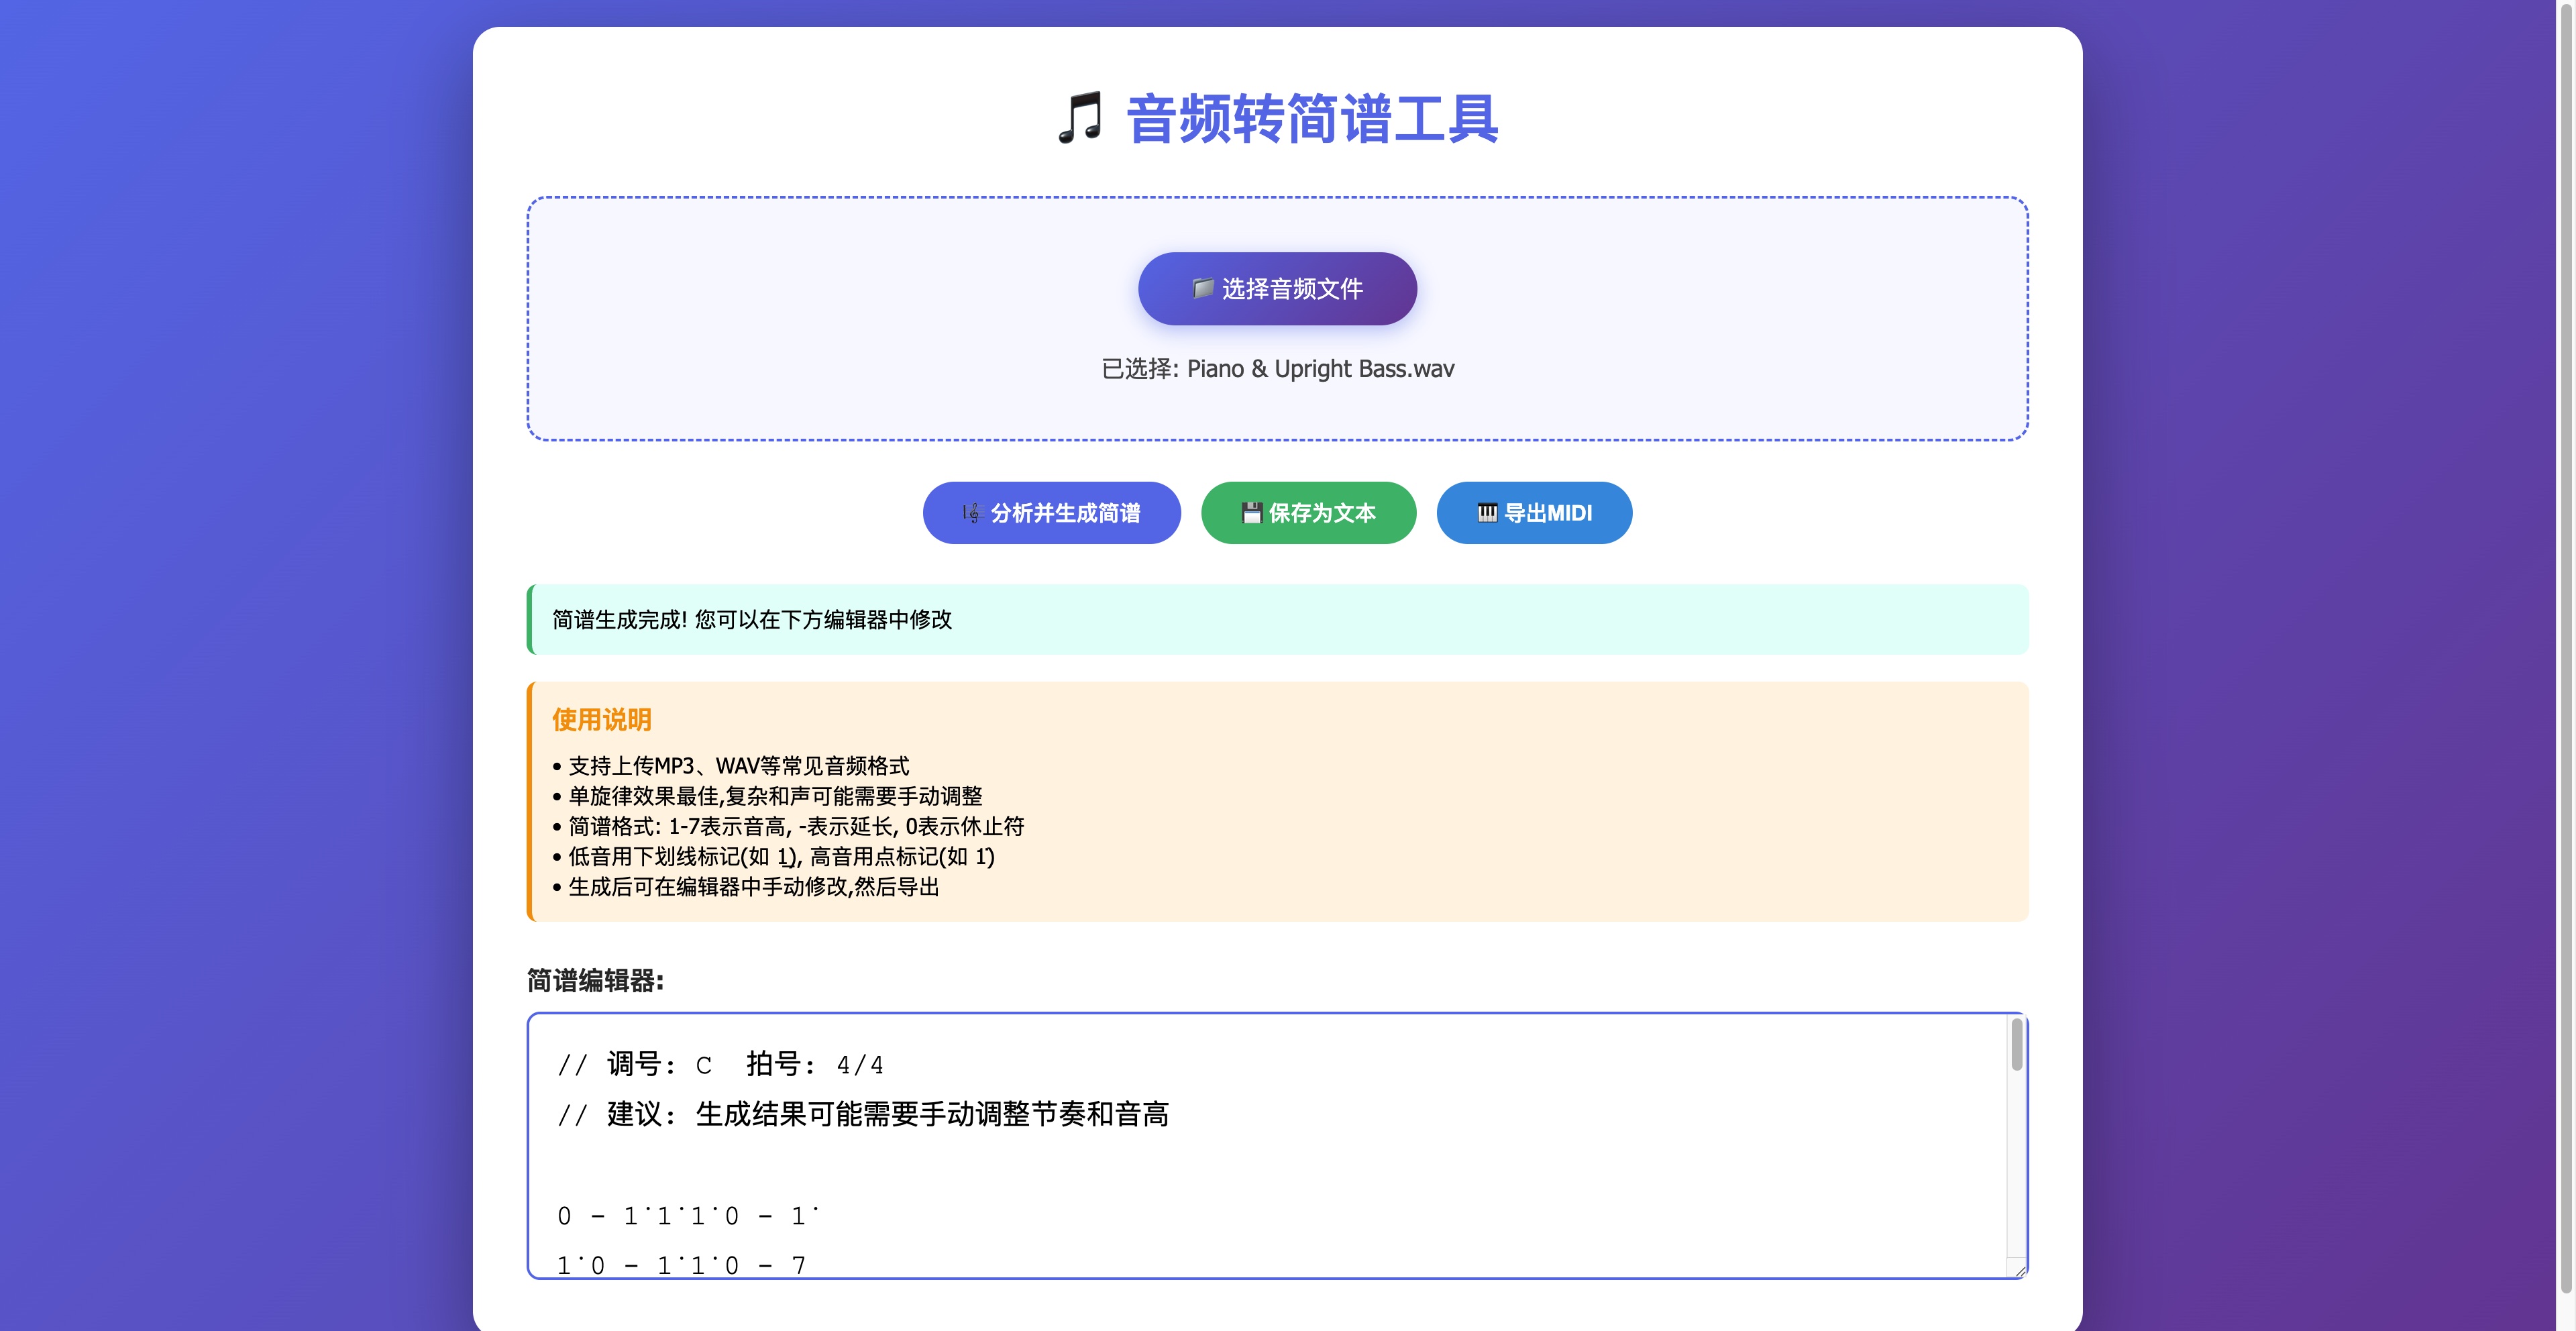 🎵 音频转简谱工具
📁 选择音频文件
已选择: Piano & Upright Bass.wav
🎼 分析并生成简谱
💾 保存为文本
🎹 导出MIDI
简谱生成完成! 您可以在下方编辑器中修改
使用说明
• 支持上传MP3、WAV等常见音频格式
• 单旋律效果最佳,复杂和声可能需要手动调整
• 简谱格式: 1-7表示音高, -表示延长, 0表示休止符
• 低音用下划线标记(如 1̲), 高音用点标记(如 1̇)
• 生成后可在编辑器中手动修改,然后导出
简谱编辑器:
// 调号: C  拍号: 4/4
// 建议: 生成结果可能需要手动调整节奏和音高
0 - 1̇ 1̇ 1̇ 0 - 1̇
1̇ 0 - 1̇ 1̇ 0 - 7